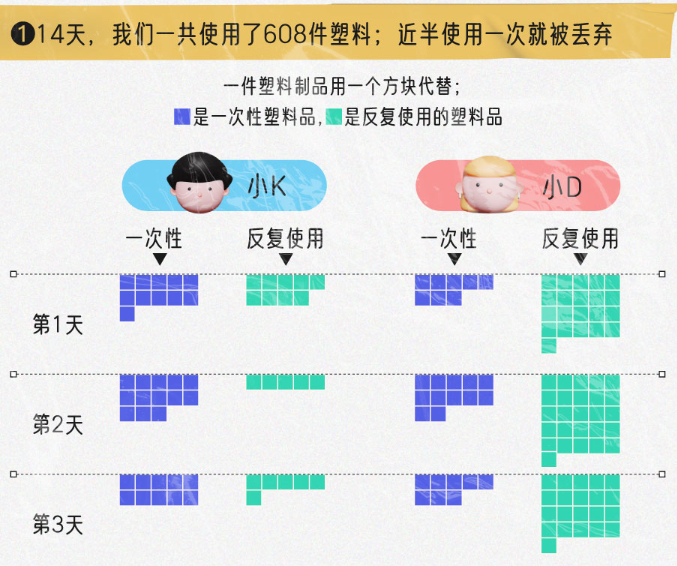 ❶14天，我们一共使用了608件塑料；近半使用一次就被丢弃
一件塑料制品用一个方块代替；
是一次性塑料品，是反复使用的塑料品
小K
小D
一次性
反复使用
一次性
反复使用
第1天
第2天
第3天